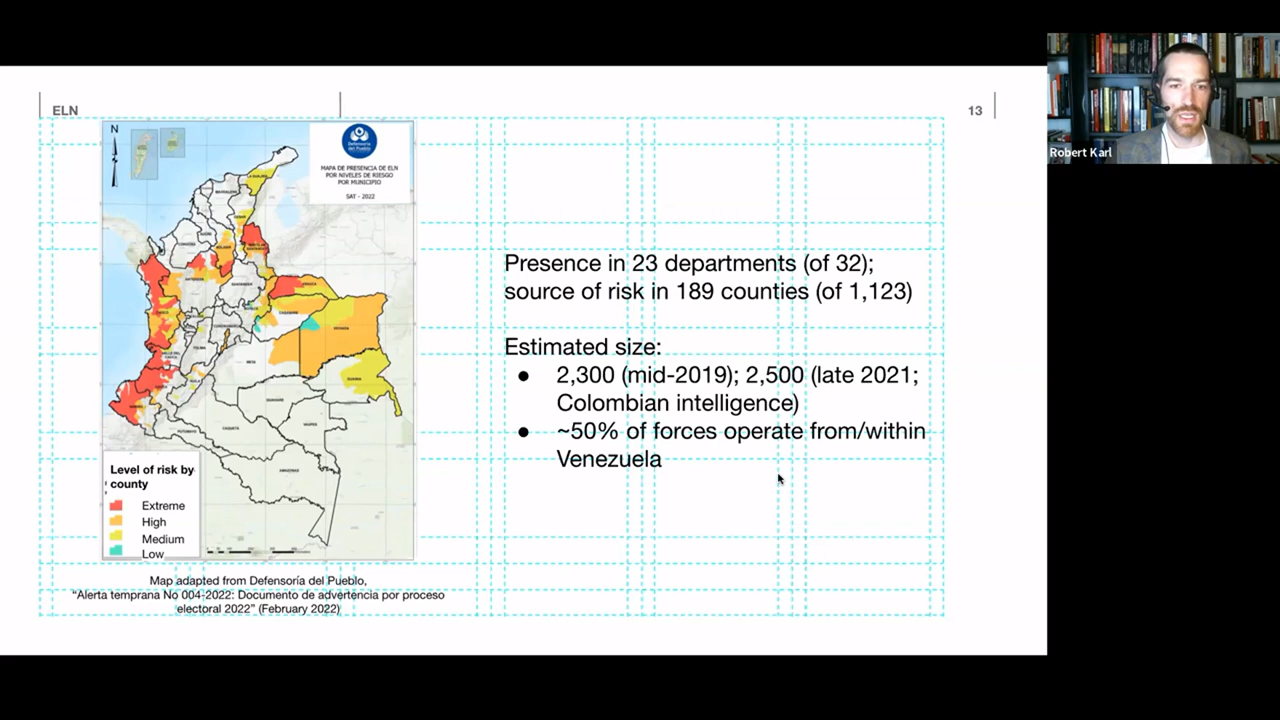 ELN
13
N
Defensoría
del Pueblo
MAPA DE PRESENCIA DE ELN
POR NIVELES DE RIESGO
POR MUNICIPIO
SAT - 2022
Robert Karl
Presence in 23 departments (of 32);
source of risk in 189 counties (of 1,123)
Estimated size:
● 2,300 (mid-2019); 2,500 (late 2021;
Colombian intelligence)
● ~50% of forces operate from/within
Venezuela
META
CAQUETA
AMAZONAS
Level of risk by
county
Extreme
High
Medium
Low
Map adapted from Defensoría del Pueblo,
“Alerta temprana No 004-2022: Documento de advertencia por proceso
electoral 2022” (February 2022)